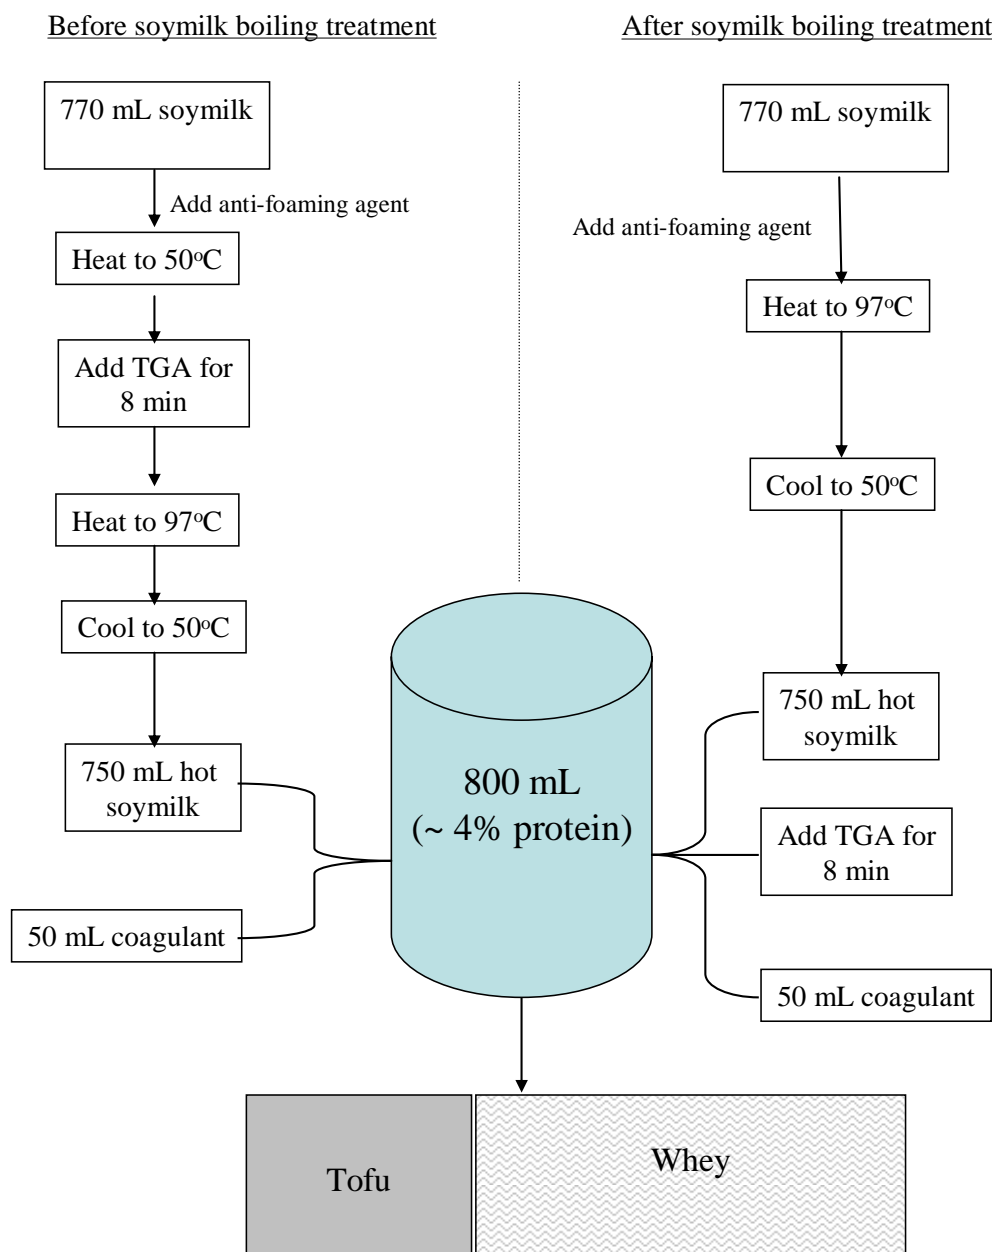 Before soymilk boiling treatment
After soymilk boiling treatment
770 mL soymilk
Add anti-foaming agent
Heat to 50°C
Add TGA for
8 min
Heat to 97°C
Cool to 50°C
750 mL hot
soymilk
50 mL coagulant
770 mL soymilk
Add anti-foaming agent
Heat to 97°C
Cool to 50°C
750 mL hot
soymilk
Add TGA for
8 min
50 mL coagulant
800 mL
(~ 4% protein)
Tofu
Whey